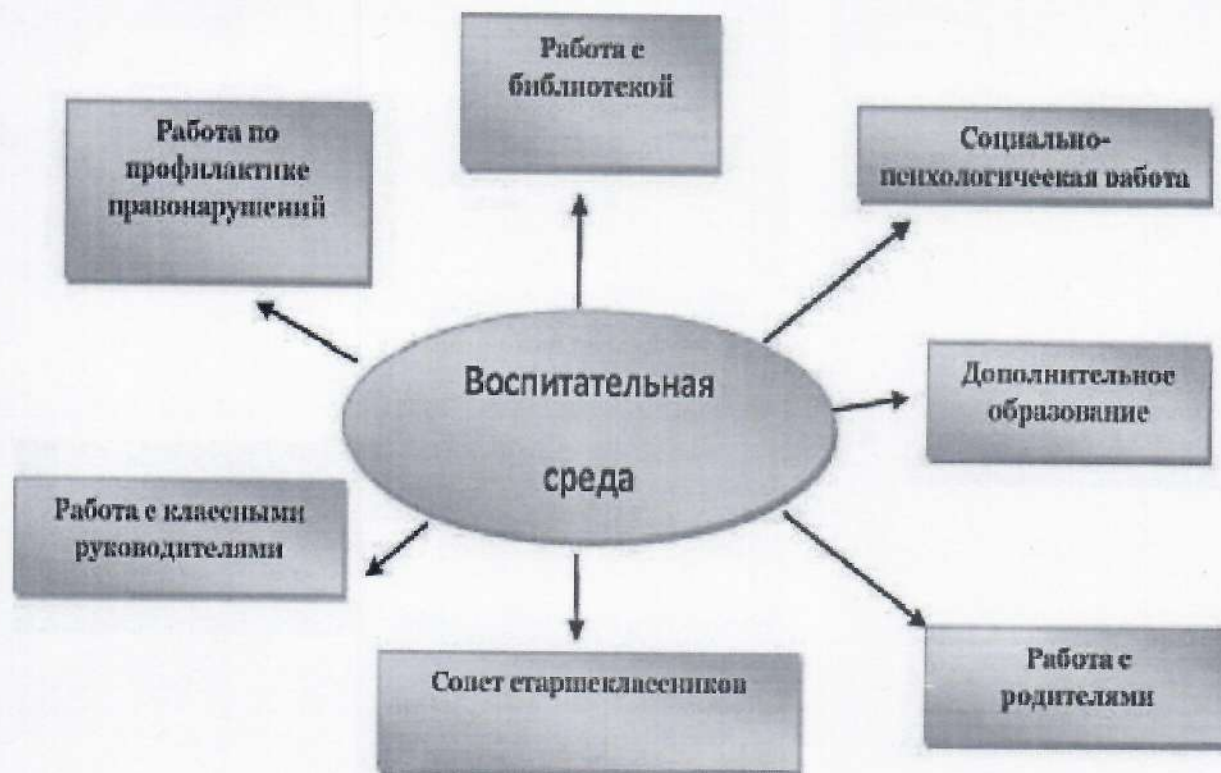 Работа с
библиотекой
Работа по
профилактике
правонарушений
Социально-
психологическая работа
Воспитательная
среда
Дополнительное
образование
Работа с классными
руководителями
Совет старшеклассников
Работа с
родителями